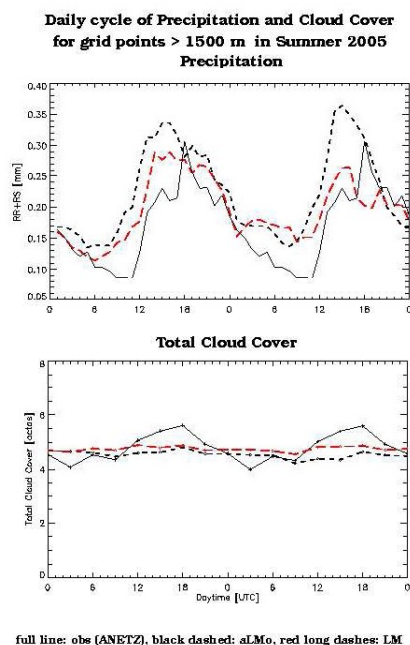 Daily cycle of Precipitation and Cloud Cover
for grid points > 1500 m in Summer 2005
Precipitation
0.40
0.35
0.30
0.25
0.20
0.15
0.10
0.05
RR+RS [mm]
0 6 12 18 0 6 12 18 0
Total Cloud Cover
8
6
4
2
0
Total Cloud Cover [octas]
0 6 12 18 0 6 12 18 0
Daytime [UTC]
full line: obs (ANETZ), black dashed: aLMo, red long dashes: LM